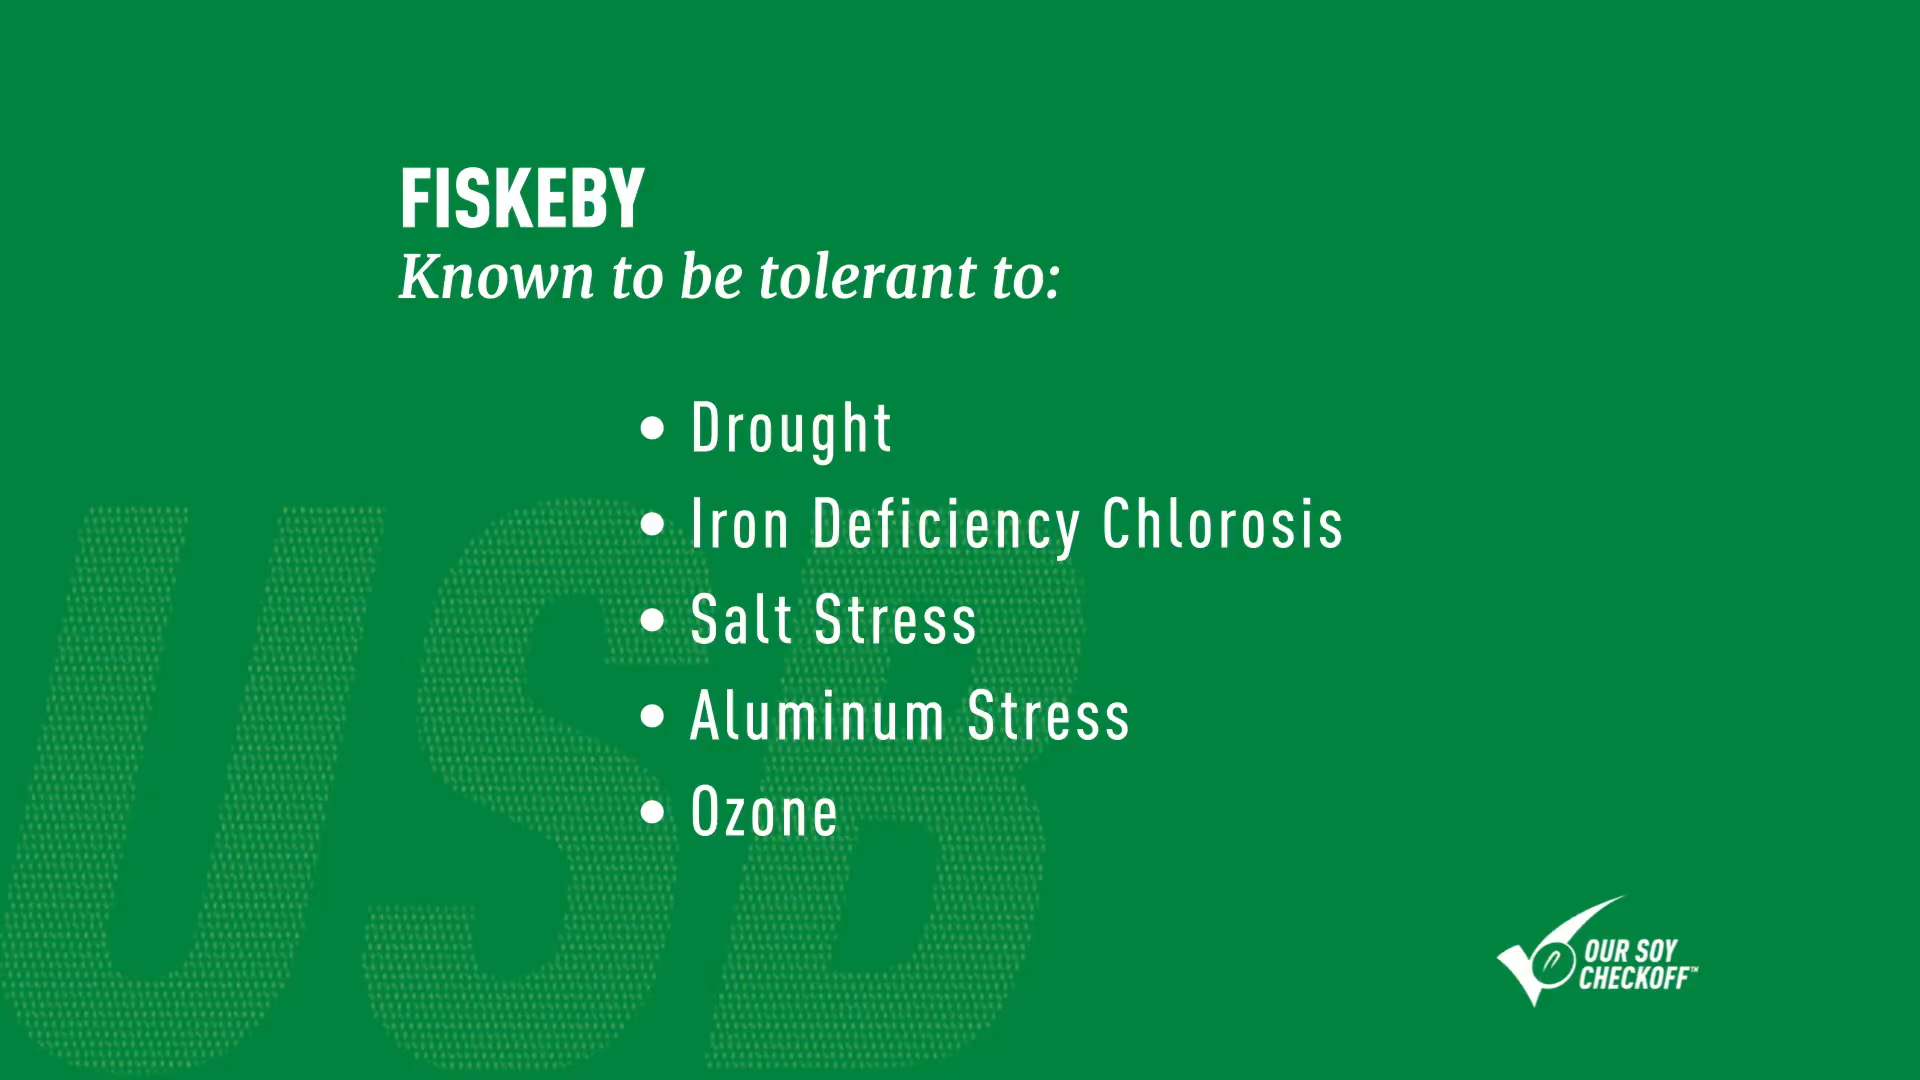 FISKEBY
Known to be tolerant to:
• Drought
• Iron Deficiency Chlorosis
• Salt Stress
• Aluminum Stress
• Ozone
USB
OUR SOY
CHECKOFF™